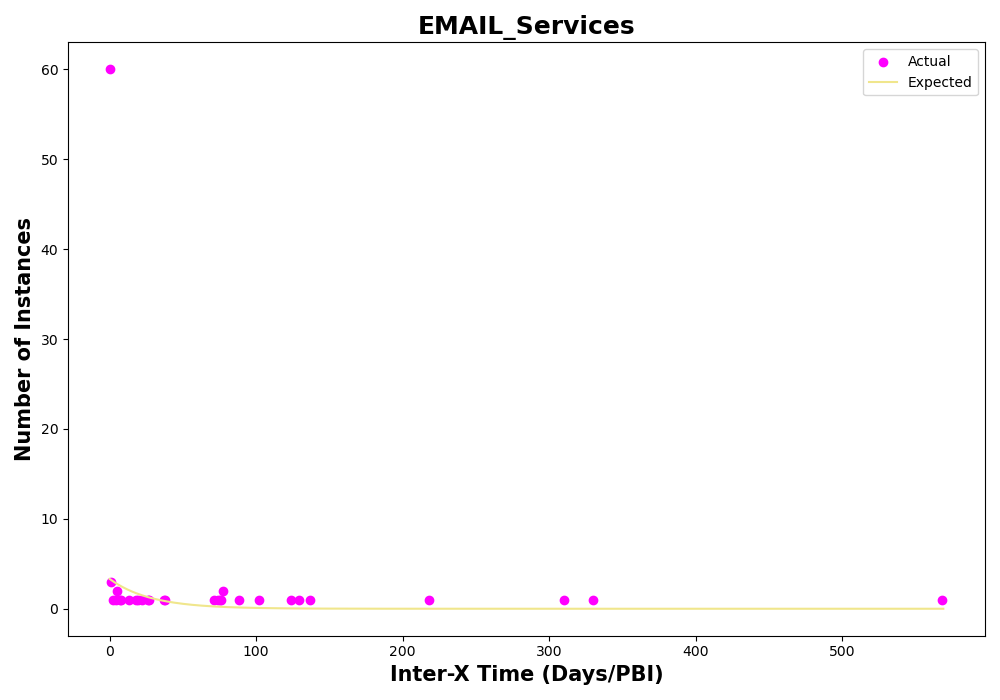 EMAIL_Services
Actual
Expected
60
50
40
30
20
10
0
Number of Instances
0 100 200 300 400 500
Inter-X Time (Days/PBI)